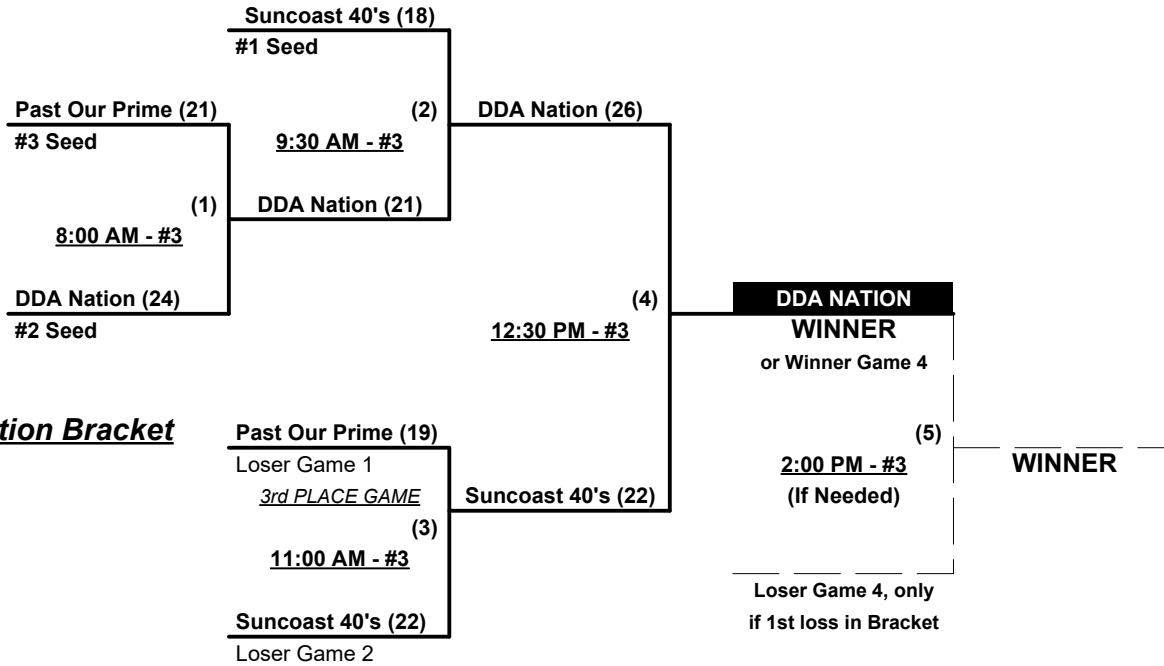 Suncoast 40's (18)
#1 Seed
Past Our Prime (21)
(2)
DDA Nation (26)
#3 Seed
9:30 AM - #3
(1)
DDA Nation (21)
8:00 AM - #3
DDA Nation (24)
(4)
DDA NATION
#2 Seed
12:30 PM - #3
WINNER
or Winner Game 4
tion Bracket
Past Our Prime (19)
(5)
Loser Game 1
2:00 PM - #3
WINNER
3rd PLACE GAME
Suncoast 40's (22)
(If Needed)
(3)
11:00 AM - #3
Loser Game 4, only
if 1st loss in Bracket
Suncoast 40's (22)
Loser Game 2